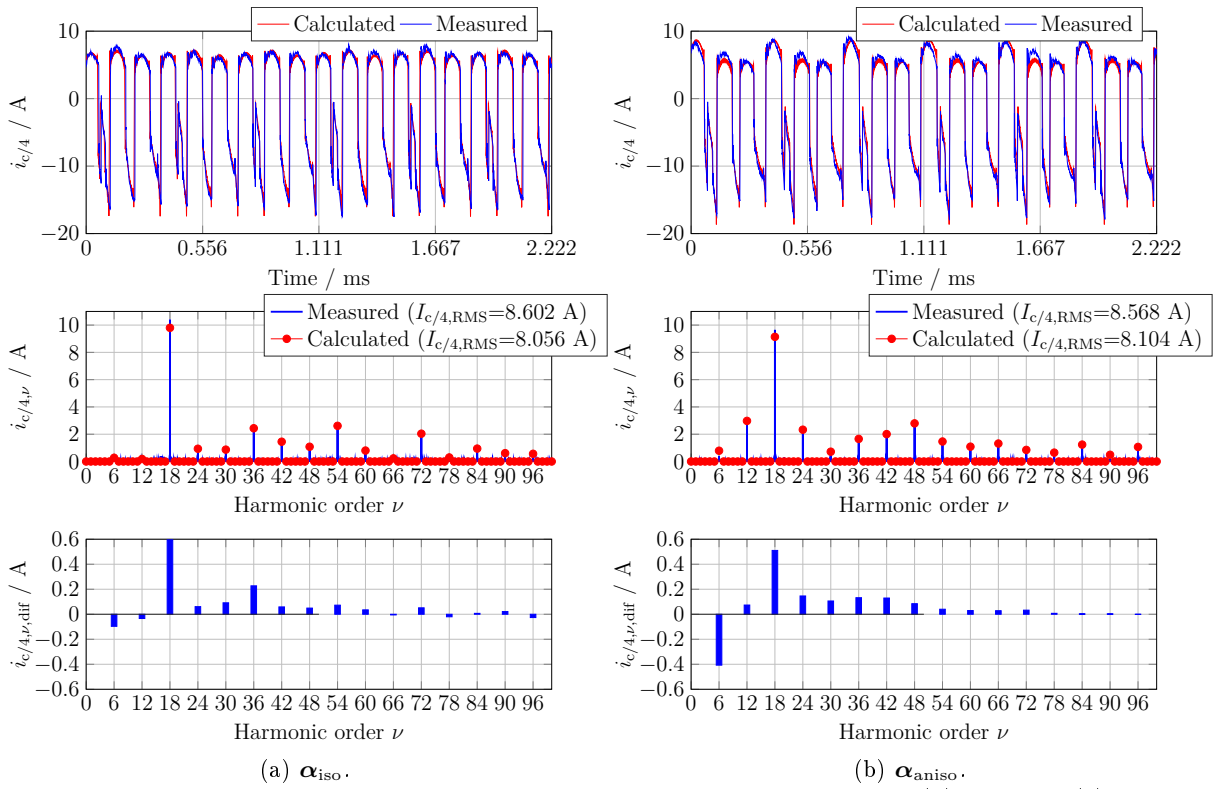 Calculated Measured
10
0
−10
−20
i_c/4 / A
0 0.556 1.111 1.667 2.222
Time / ms
Measured (I_c/4,RMS=8.602 A)
Calculated (I_c/4,RMS=8.056 A)
10
8
6
4
2
0
i_c/4,ν / A
0 6 12 18 24 30 36 42 48 54 60 66 72 78 84 90 96
Harmonic order ν
0.6
0.4
0.2
0
−0.2
−0.4
−0.6
i_c/4,ν,dif / A
0 6 12 18 24 30 36 42 48 54 60 66 72 78 84 90 96
Harmonic order ν
(a) α_iso.
Calculated Measured
10
0
−10
−20
i_c/4 / A
0 0.556 1.111 1.667 2.222
Time / ms
Measured (I_c/4,RMS=8.568 A)
Calculated (I_c/4,RMS=8.104 A)
10
8
6
4
2
0
i_c/4,ν / A
0 6 12 18 24 30 36 42 48 54 60 66 72 78 84 90 96
Harmonic order ν
0.6
0.4
0.2
0
−0.2
−0.4
−0.6
i_c/4,ν,dif / A
0 6 12 18 24 30 36 42 48 54 60 66 72 78 84 90 96
Harmonic order ν
(b) α_aniso.